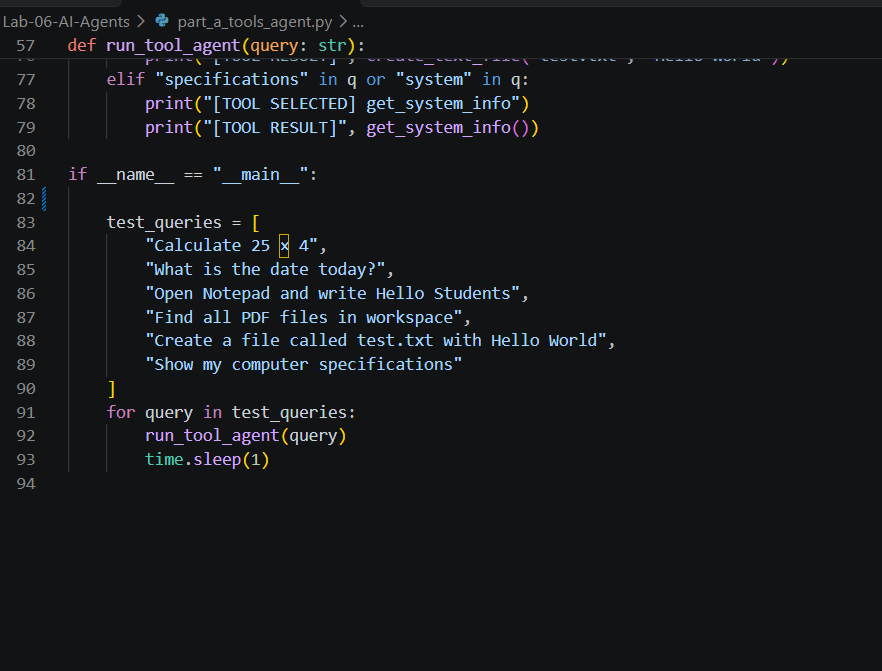 Lab-06-AI-Agents > part_a_tools_agent.py > ...
57 def run_tool_agent(query: str):
77 elif "specifications" in q or "system" in q:
78 print("[TOOL SELECTED] get_system_info")
79 print("[TOOL RESULT]", get_system_info())
80
81 if __name__ == "__main__":
82
83 test_queries = [
84 "Calculate 25 × 4",
85 "What is the date today?",
86 "Open Notepad and write Hello Students",
87 "Find all PDF files in workspace",
88 "Create a file called test.txt with Hello World",
89 "Show my computer specifications"
90 ]
91 for query in test_queries:
92 run_tool_agent(query)
93 time.sleep(1)
94